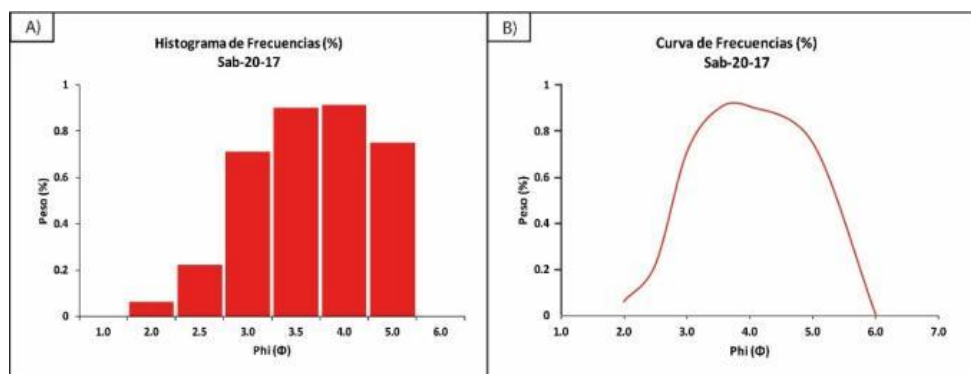 A)
Histograma de Frecuencias (%)
Sab-20-17
Peso (%)
1
0.8
0.6
0.4
0.2
0
1.0 2.0 2.5 3.0 3.5 4.0 5.0 6.0
Phi (Φ)
B)
Curva de Frecuencias (%)
Sab-20-17
Peso (%)
1
0.8
0.6
0.4
0.2
0
1.0 2.0 3.0 4.0 5.0 6.0 7.0
Phi (Φ)